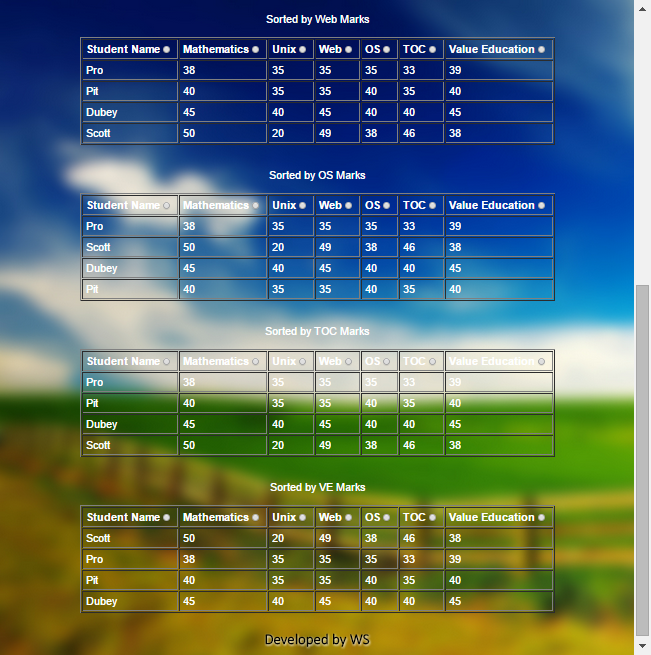 Sorted by Web Marks
Student Name Mathematics Unix Web OS TOC Value Education
Pro 38 35 35 35 33 39
Pit 40 35 35 40 35 40
Dubey 45 40 45 40 40 45
Scott 50 20 49 38 46 38
Sorted by OS Marks
Student Name Mathematics Unix Web OS TOC Value Education
Pro 38 35 35 35 33 39
Scott 50 20 49 38 46 38
Dubey 45 40 45 40 40 45
Pit 40 35 35 40 35 40
Sorted by TOC Marks
Student Name Mathematics Unix Web OS TOC Value Education
Pro 38 35 35 35 33 39
Pit 40 35 35 40 35 40
Dubey 45 40 45 40 40 45
Scott 50 20 49 38 46 38
Sorted by VE Marks
Student Name Mathematics Unix Web OS TOC Value Education
Scott 50 20 49 38 46 38
Pro 38 35 35 35 33 39
Pit 40 35 35 40 35 40
Dubey 45 40 45 40 40 45
Developed by WS